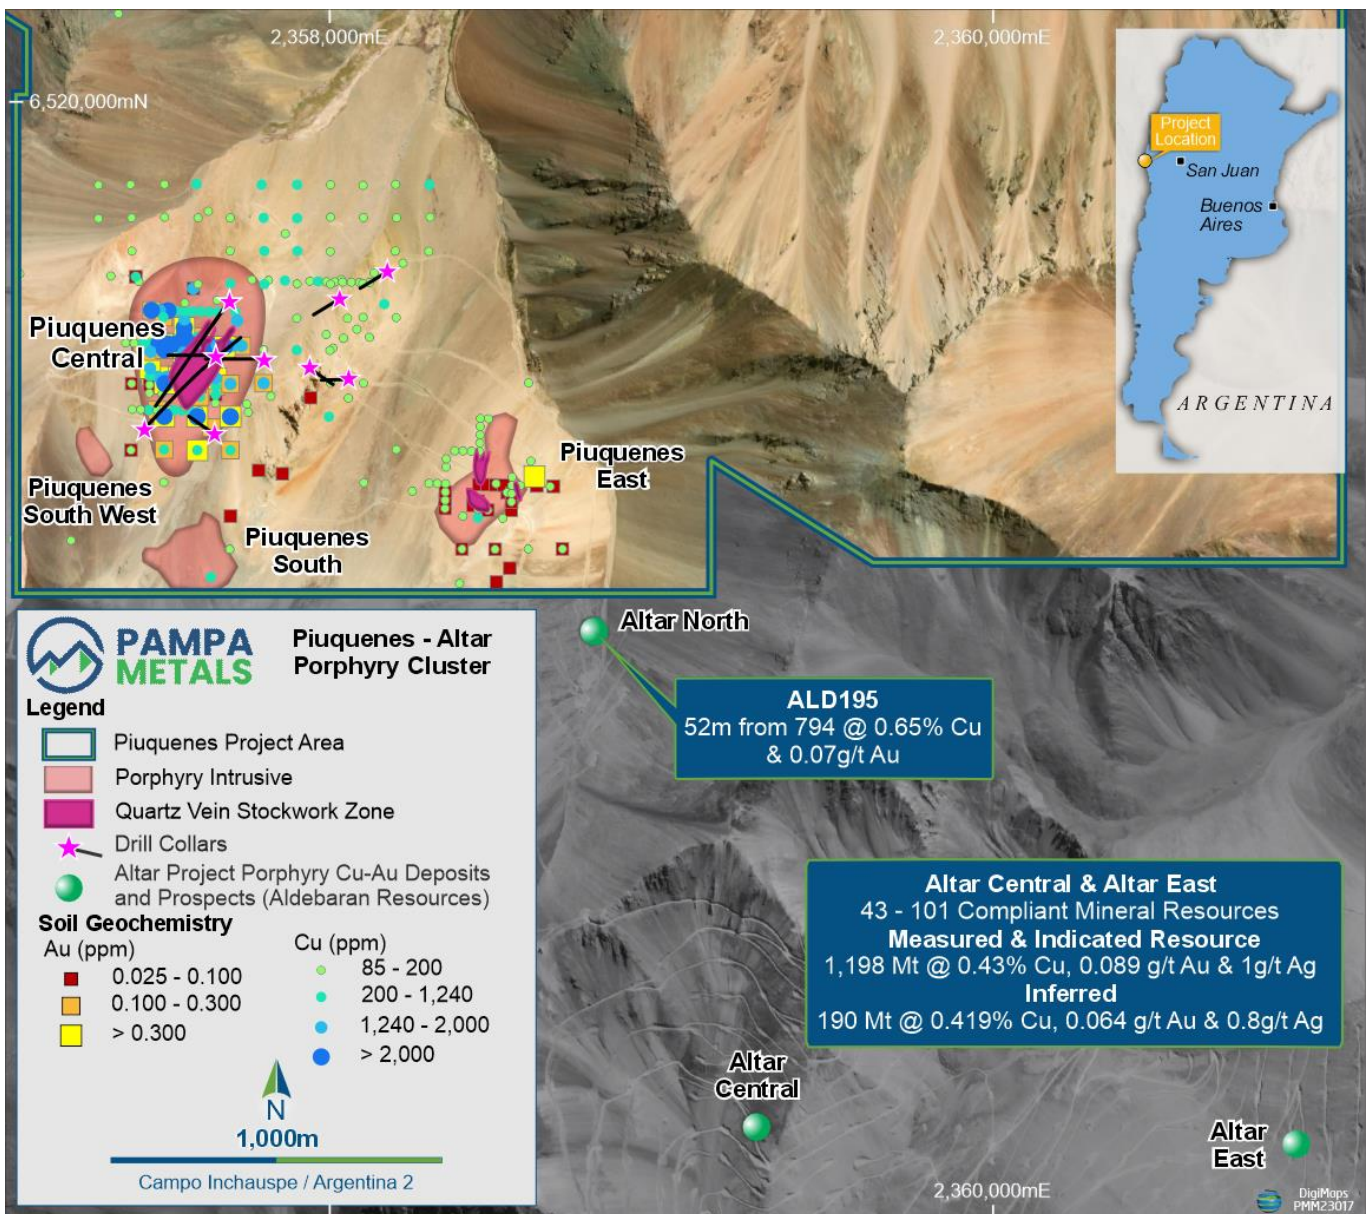 2,358,000mE
2,360,000mE
6,520,000mN
Project
Location
San Juan
Buenos
Aires
ARGENTINA
Piuquenes
Central
Piuquenes
South West
Piuquenes
South
Piuquenes
East
Altar North
ALD195
52m from 794 @ 0.65% Cu
& 0.07g/t Au
PAMPA
METALS
Piuquenes - Altar
Porphyry Cluster
Legend
Piuquenes Project Area
Porphyry Intrusive
Quartz Vein Stockwork Zone
Drill Collars
Altar Project Porphyry Cu-Au Deposits
and Prospects (Aldebaran Resources)
Soil Geochemistry
Au (ppm)
0.025 - 0.100
0.100 - 0.300
> 0.300
Cu (ppm)
85 - 200
200 - 1,240
1,240 - 2,000
> 2,000
N
1,000m
Campo Inchauspe / Argentina 2
Altar Central & Altar East
43 - 101 Compliant Mineral Resources
Measured & Indicated Resource
1,198 Mt @ 0.43% Cu, 0.089 g/t Au & 1g/t Ag
Inferred
190 Mt @ 0.419% Cu, 0.064 g/t Au & 0.8g/t Ag
Altar
Central
Altar
East
2,360,000mE
DigiMaps
PMM23017